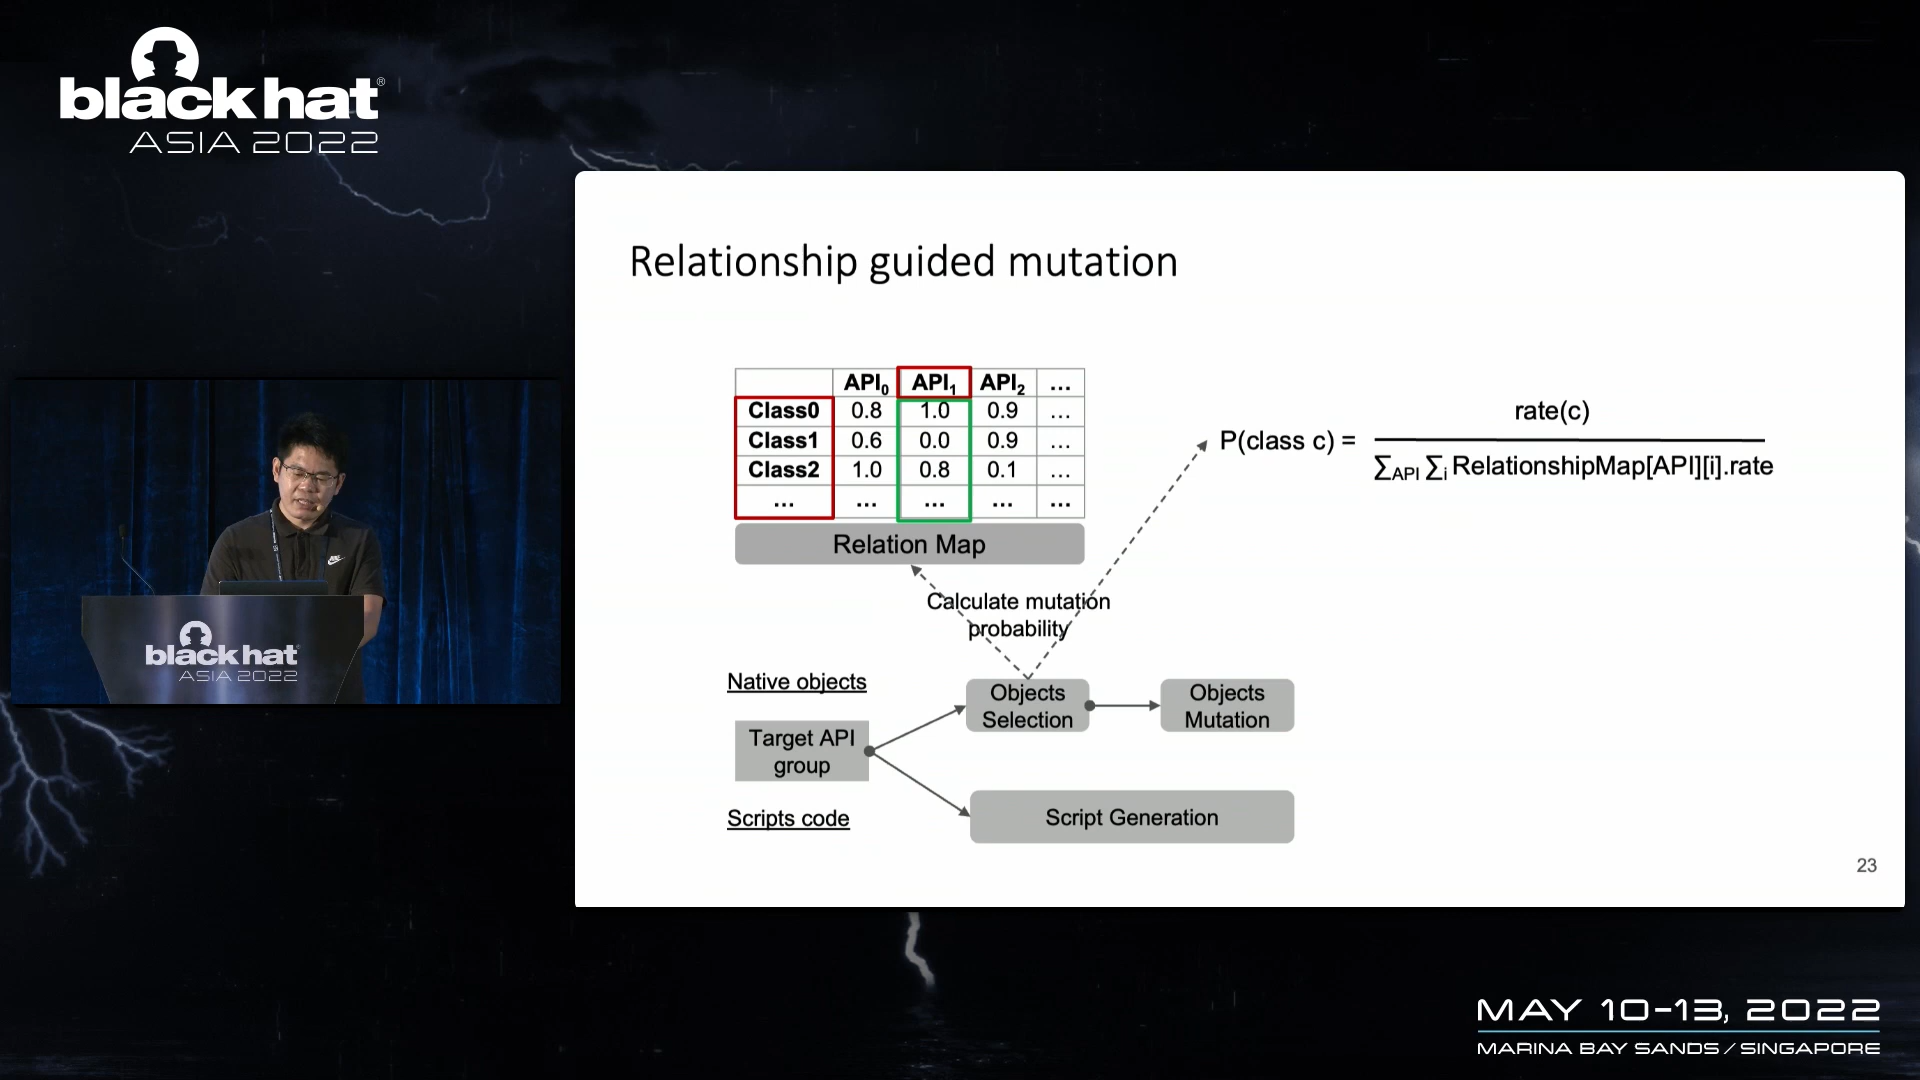 black hat®
ASIA 2022
Relationship guided mutation
API0 API1 API2 ...
Class0 0.8 1.0 0.9 ...
Class1 0.6 0.0 0.9 ...
Class2 1.0 0.8 0.1 ...
... ... ... ... ...
Relation Map
rate(c)
P(class c) =
∑API ∑i RelationshipMap[API][i].rate
Calculate mutation
probability
Native objects
Objects
Selection
Objects
Mutation
Target API
group
Scripts code
Script Generation
23
black hat
ASIA 2022
MAY 10-13, 2022
MARINA BAY SANDS / SINGAPORE